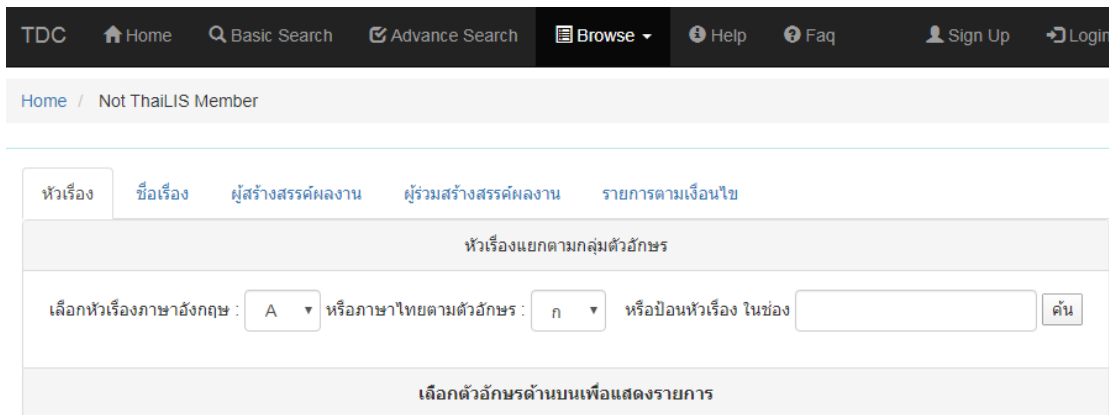 TDC Home Basic Search Advance Search Browse Help Faq Sign Up Login
Home / Not ThaiLIS Member
หัวเรื่อง ชื่อเรื่อง ผู้สร้างสรรค์ผลงาน ผู้ร่วมสร้างสรรค์ผลงาน รายการตามเงื่อนไข
หัวเรื่องแยกตามกลุ่มตัวอักษร
เลือกหัวเรื่องภาษาอังกฤษ : A หรือภาษาไทยตามตัวอักษร : ก หรือป้อนหัวเรื่อง ในช่อง ค้น
เลือกตัวอักษรด้านบนเพื่อแสดงรายการ